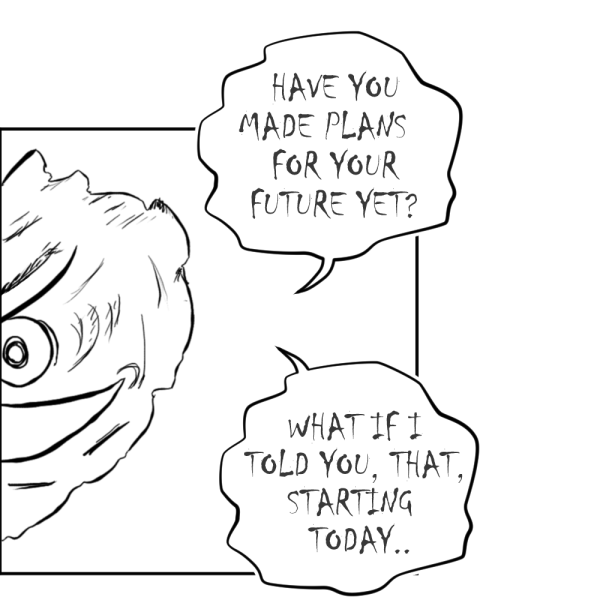 HAVE YOU
MADE PLANS
FOR YOUR
FUTURE YET?
WHAT IF I
TOLD YOU, THAT,
STARTING
TODAY..